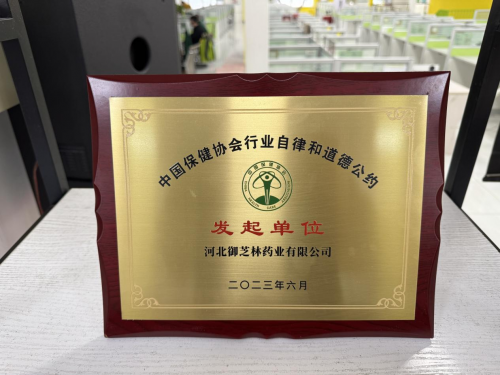 中国保健协会行业自律和道德公约
发起单位
河北御芝林药业有限公司
二〇二三年六月